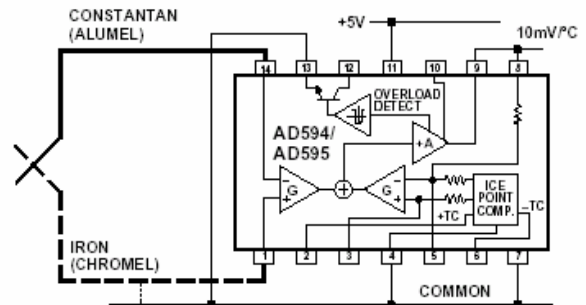 CONSTANTAN
(ALUMEL)
+5V
10mV/°C
14 13 12 11 10 9 8
OVERLOAD
DETECT
AD594/
AD595
+A
G
G
ICE
POINT
COMP.
–TC
+TC
IRON
(CHROMEL)
1 2 3 4 5 6 7
COMMON